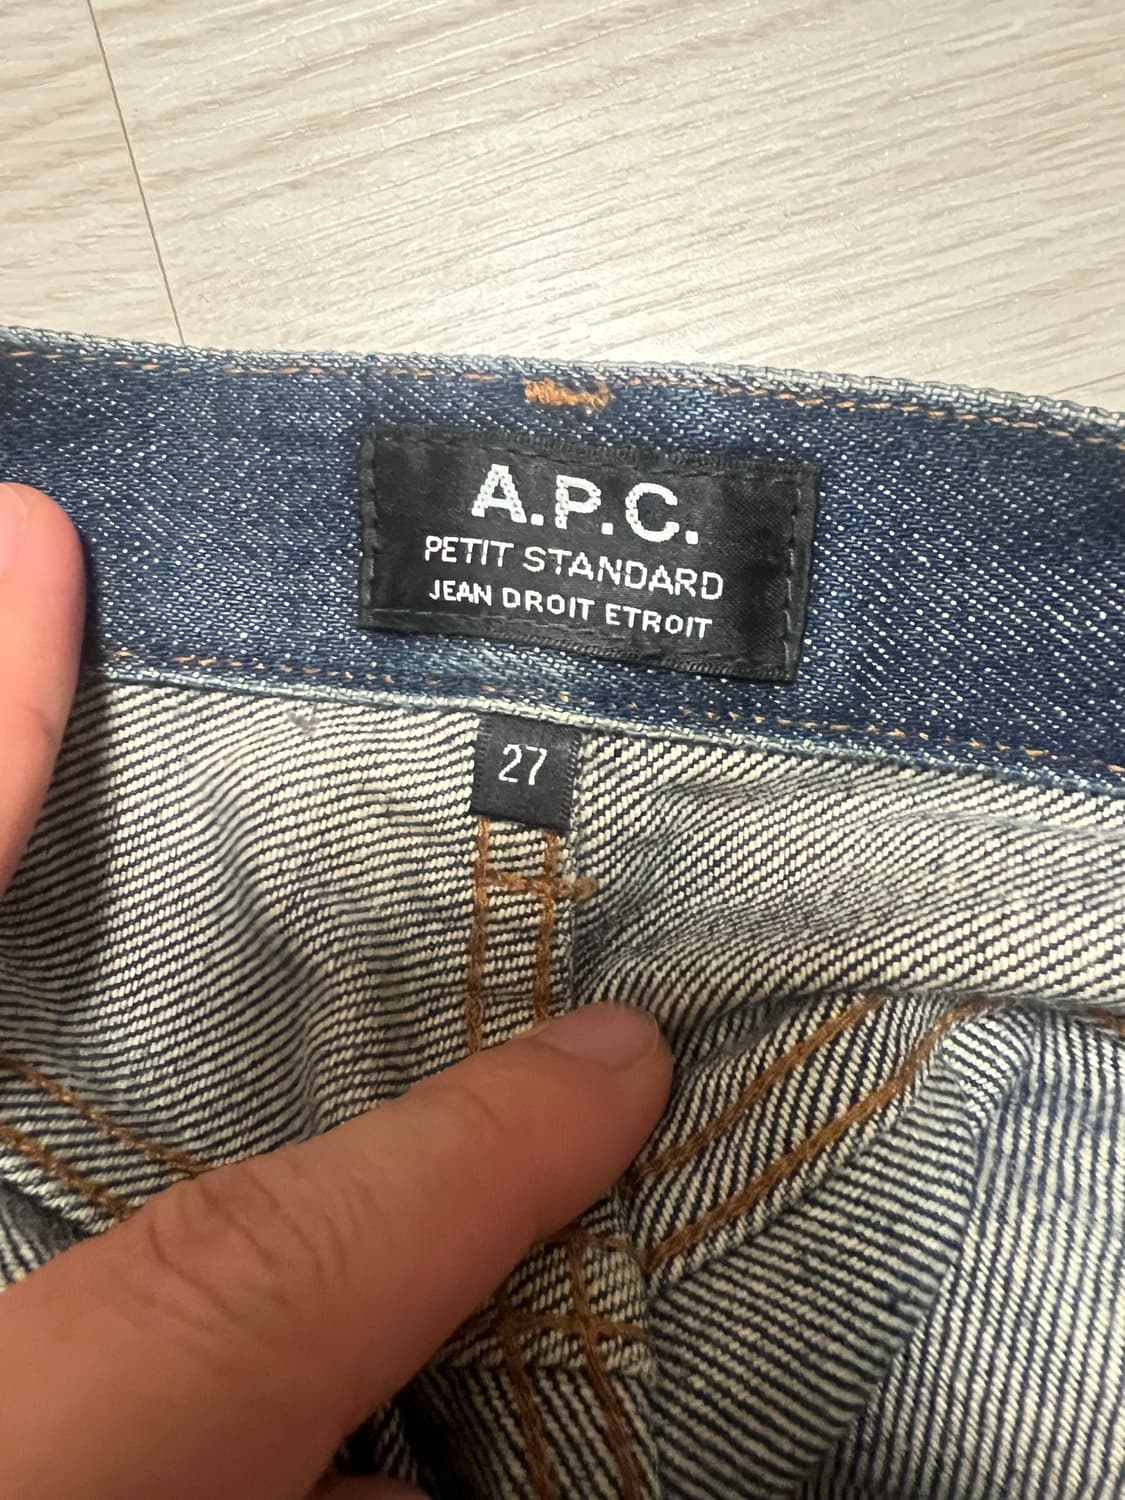 A.P.C.
PETIT STANDARD
JEAN DROIT ETROIT
27